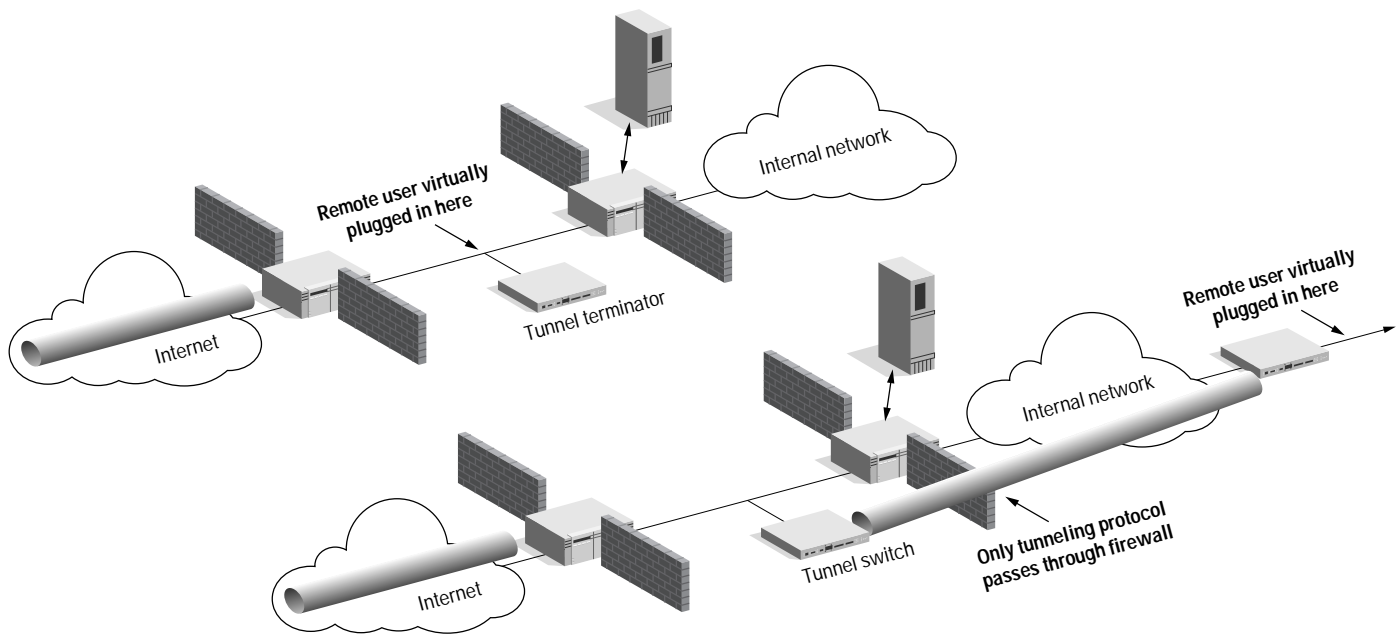 Internal network
Remote user virtually
plugged in here
Tunnel terminator
Internet
Remote user virtually
plugged in here
Internal network
Only tunneling protocol
passes through firewall
Tunnel switch
Internet